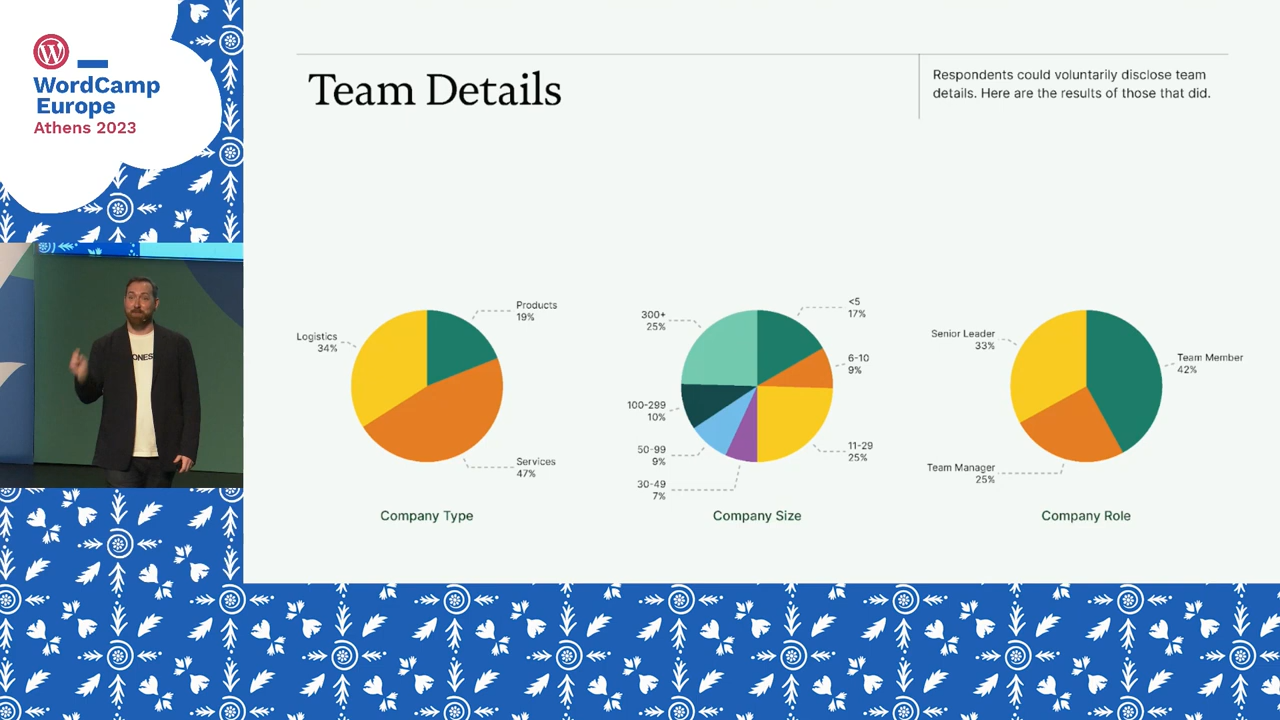 WordCamp
Europe
Athens 2023
Team Details
Respondents could voluntarily disclose team
details. Here are the results of those that did.
Products
19%
Logistics
34%
Services
47%
Company Type
<5
17%
300+
25%
6-10
9%
100-299
10%
11-29
25%
50-99
9%
30-49
7%
Company Size
Senior Leader
33%
Team Member
42%
Team Manager
25%
Company Role
ONES